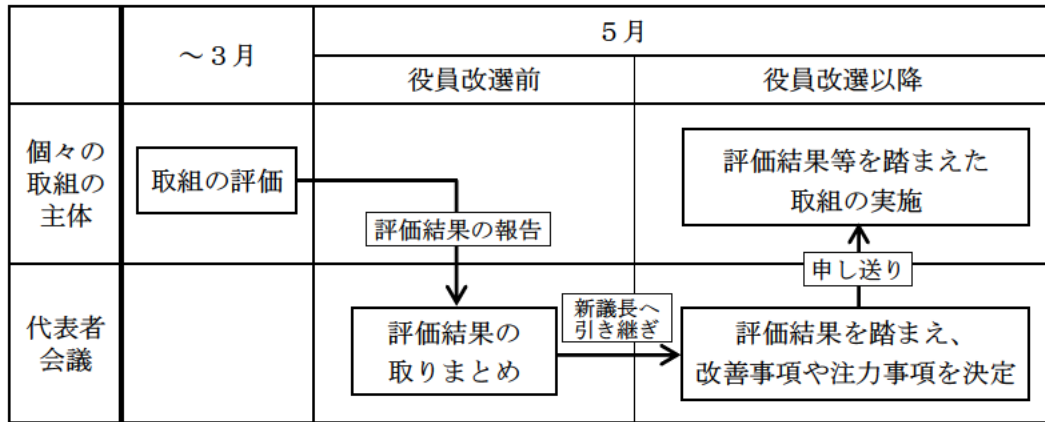 ～３月
５月
役員改選前
役員改選以降
個々の
取組の
主体
取組の評価
評価結果の報告
評価結果等を踏まえた
取組の実施
申し送り
代表者
会議
評価結果の
取りまとめ
新議長へ
引き継ぎ
評価結果を踏まえ、
改善事項や注力事項を決定